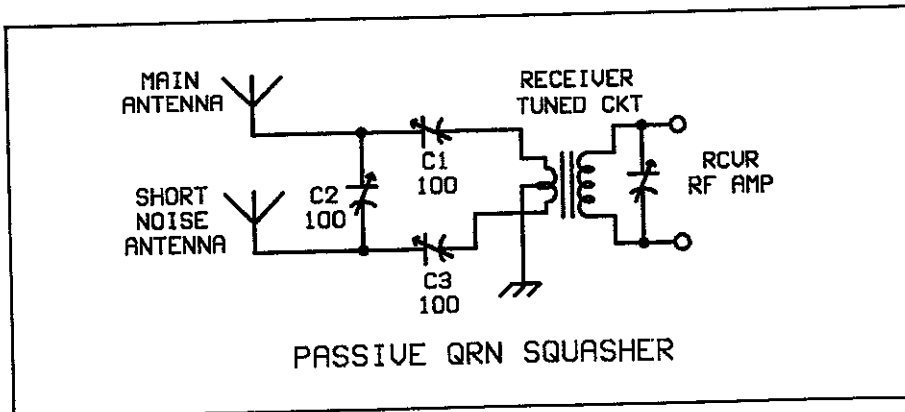 MAIN
ANTENNA
RECEIVER
TUNED CKT
C1
100
RCVR
RF AMP
C2
100
SHORT
NOISE
ANTENNA
C3
100
PASSIVE QRN SQUASHER